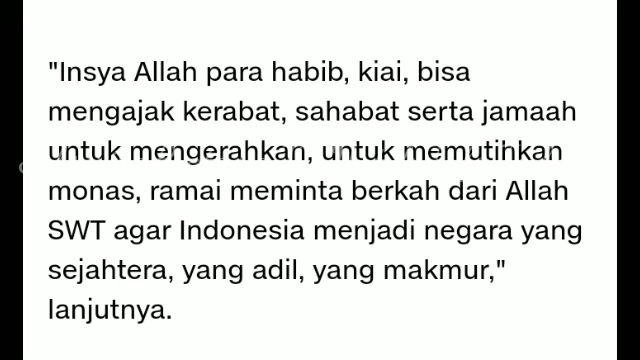 "Insya Allah para habib, kiai, bisa
mengajak kerabat, sahabat serta jamaah
untuk mengerahkan, untuk memutihkan
monas, ramai meminta berkah dari Allah
SWT agar Indonesia menjadi negara yang
sejahtera, yang adil, yang makmur,"
lanjutnya.